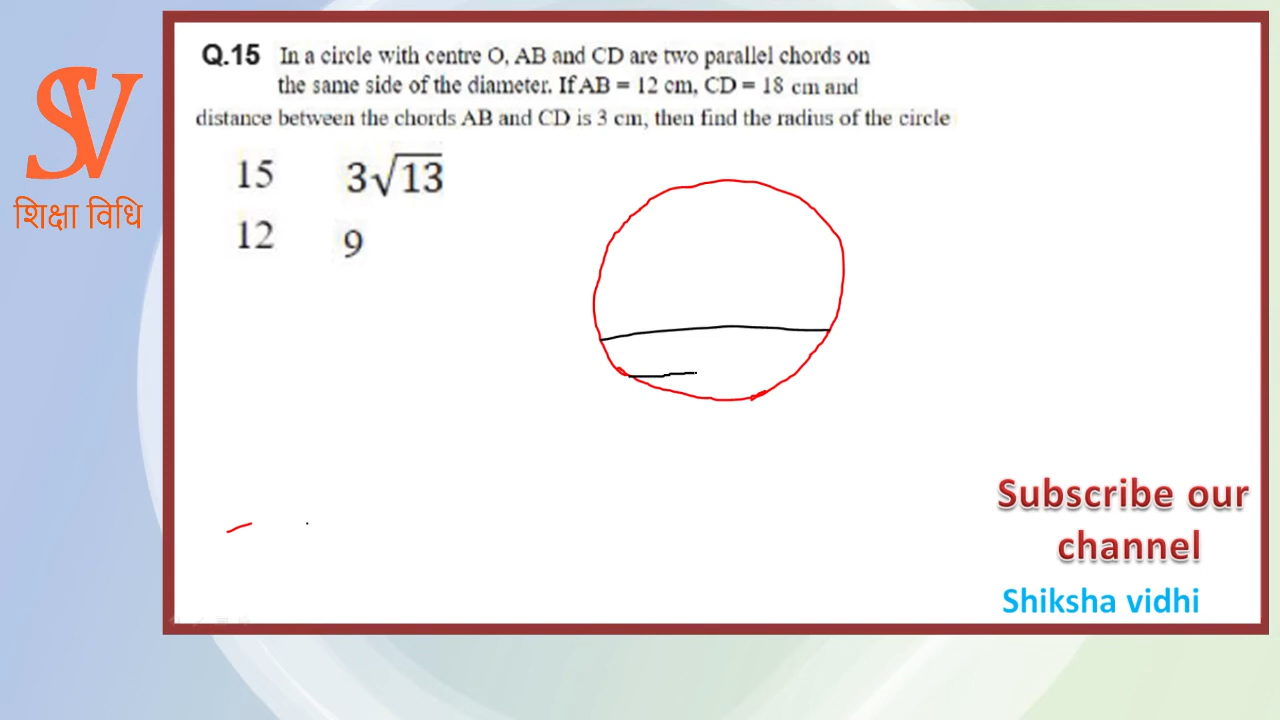 Q.15 In a circle with centre O, AB and CD are two parallel chords on
the same side of the diameter. If AB = 12 cm, CD = 18 cm and
distance between the chords AB and CD is 3 cm, then find the radius of the circle
SV
शिक्षा विधि
15 3√13
12 9
Subscribe our
channel
Shiksha vidhi